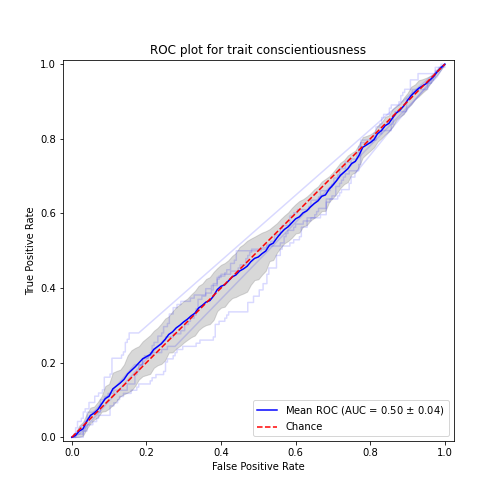 ROC plot for trait conscientiousness
True Positive Rate
1.0
0.8
0.6
0.4
0.2
0.0
Mean ROC (AUC = 0.50 ± 0.04)
Chance
0.0 0.2 0.4 0.6 0.8 1.0
False Positive Rate